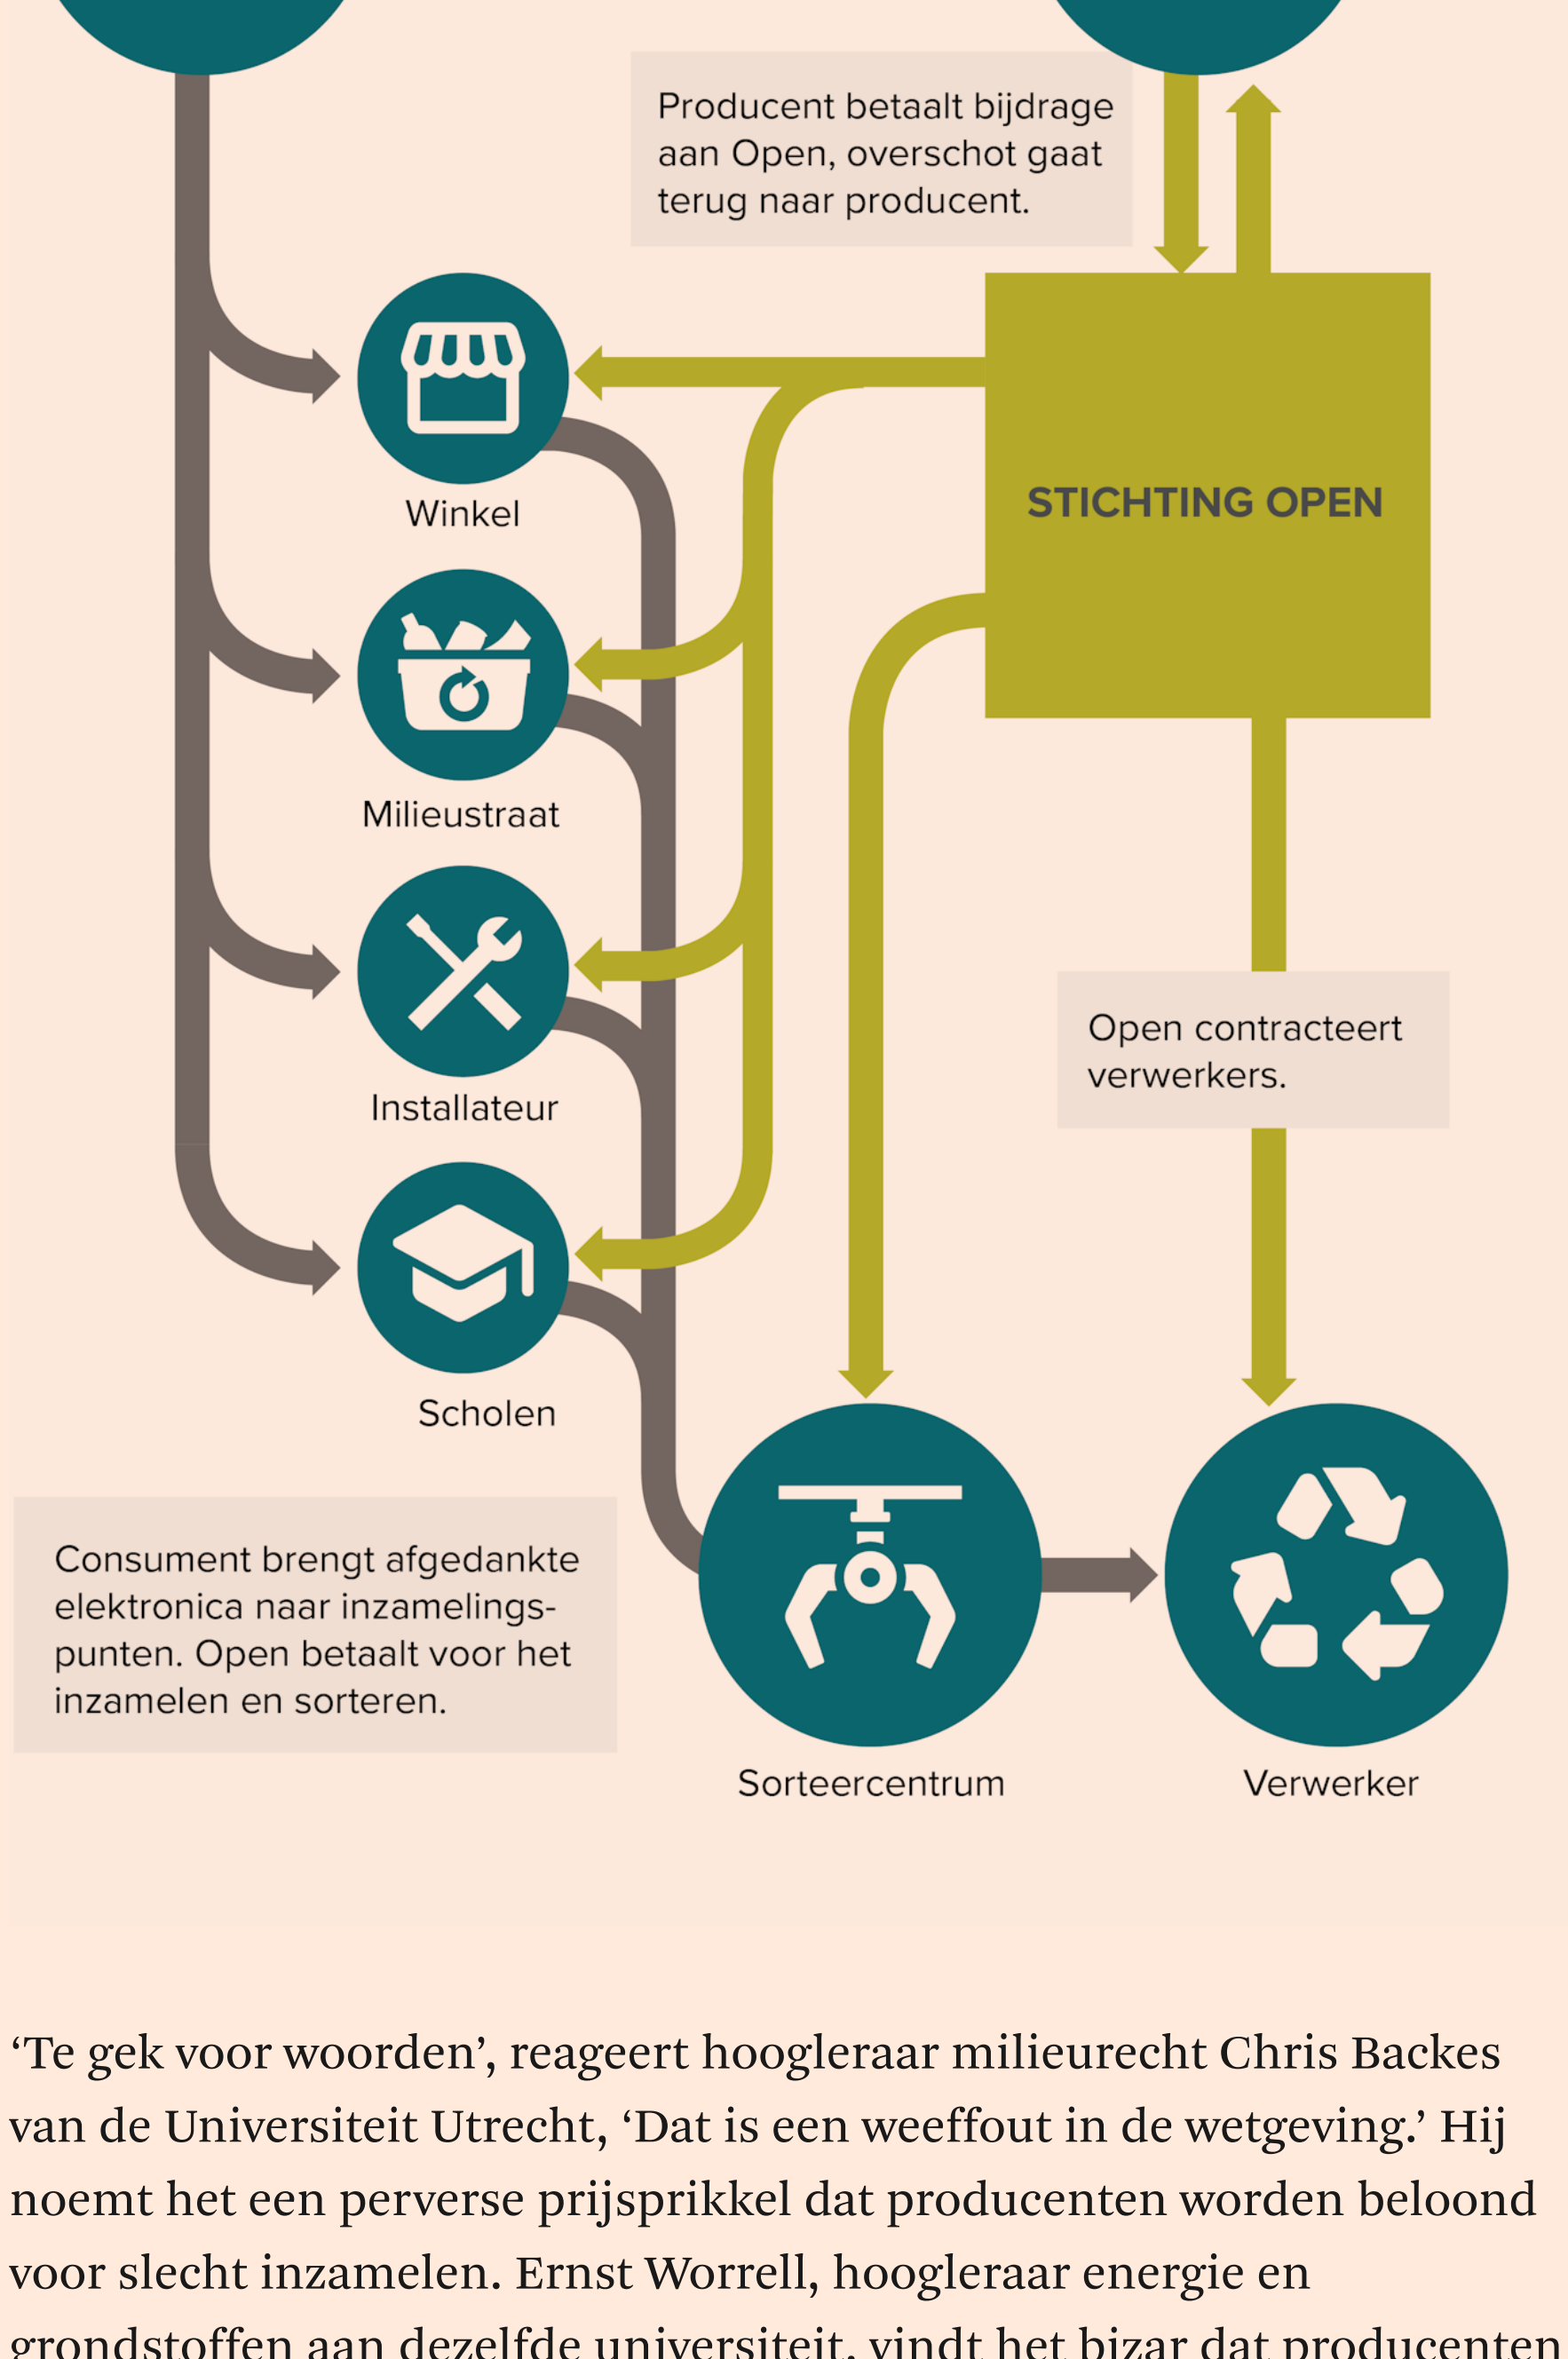 Producent betaalt bijdrage
aan Open, overschot gaat
terug naar producent.
STICHTING OPEN
Winkel
Milieustraat
Installateur
Open contracteert
verwerkers.
Scholen
Consument brengt afgedankte
elektronica naar inzamelings-
punten. Open betaalt voor het
inzamelen en sorteren.
Sorteercentrum
Verwerker
‘Te gek voor woorden’, reageert hoogleraar milieurecht Chris Backes
van de Universiteit Utrecht, ‘Dat is een weeffout in de wetgeving.’ Hij
noemt het een perverse prijsprikkel dat producenten worden beloond
voor slecht inzamelen. Ernst Worrell, hoogleraar energie en
grondstoffen aan dezelfde universiteit, vindt het bizar dat producenten